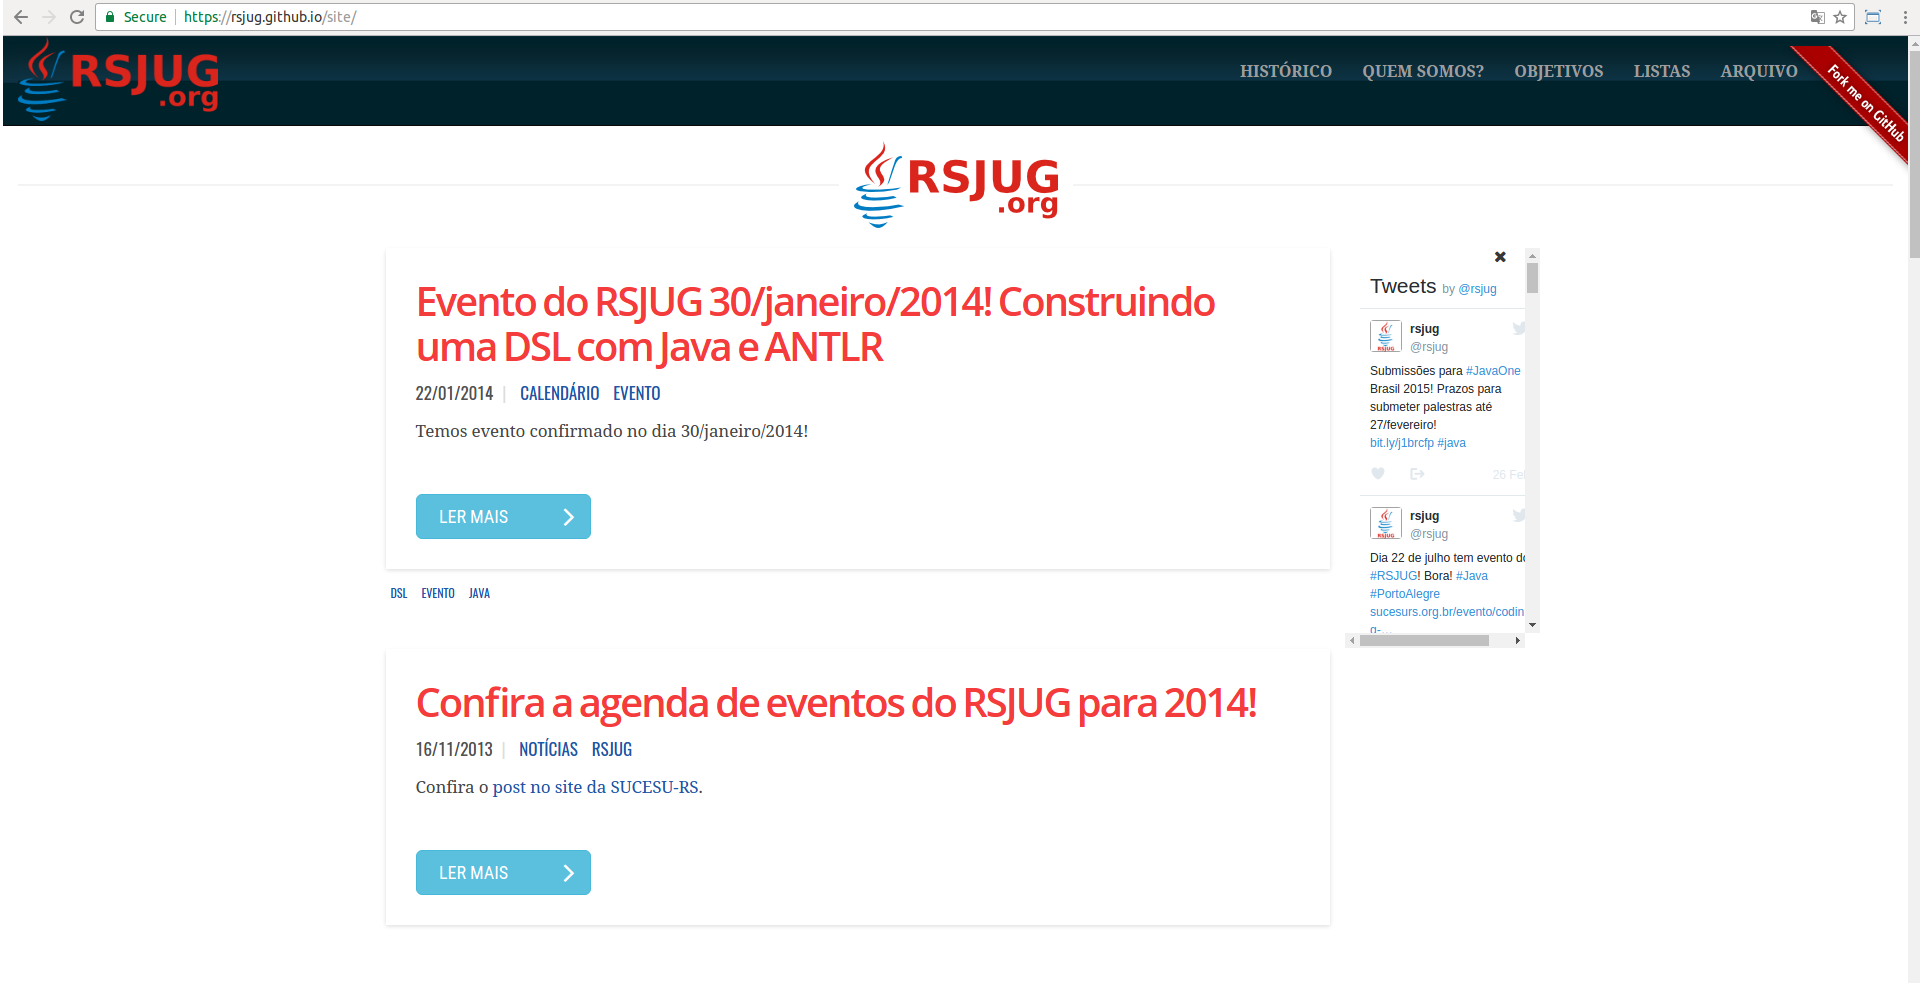 Secure https://rsjug.github.io/site/
RSJUG
.org
HISTÓRICO QUEM SOMOS? OBJETIVOS LISTAS ARQUIVO
Fork me on GitHub
RSJUG
.org
Evento do RSJUG 30/janeiro/2014! Construindo
uma DSL com Java e ANTLR
22/01/2014 | CALENDÁRIO EVENTO
Temos evento confirmado no dia 30/janeiro/2014!
LER MAIS
DSL EVENTO JAVA
Confira a agenda de eventos do RSJUG para 2014!
16/11/2013 | NOTÍCIAS RSJUG
Confira o post no site da SUCESU-RS.
LER MAIS
Tweets by @rsjug
rsjug
@rsjug
Submissões para #JavaOne
Brasil 2015! Prazos para
submeter palestras até
27/fevereiro!
bit.ly/j1brcfp #java
26 Fe
rsjug
@rsjug
Dia 22 de julho tem evento do
#RSJUG! Bora! #Java
#PortoAlegre
sucesurs.org.br/evento/codin
g-…